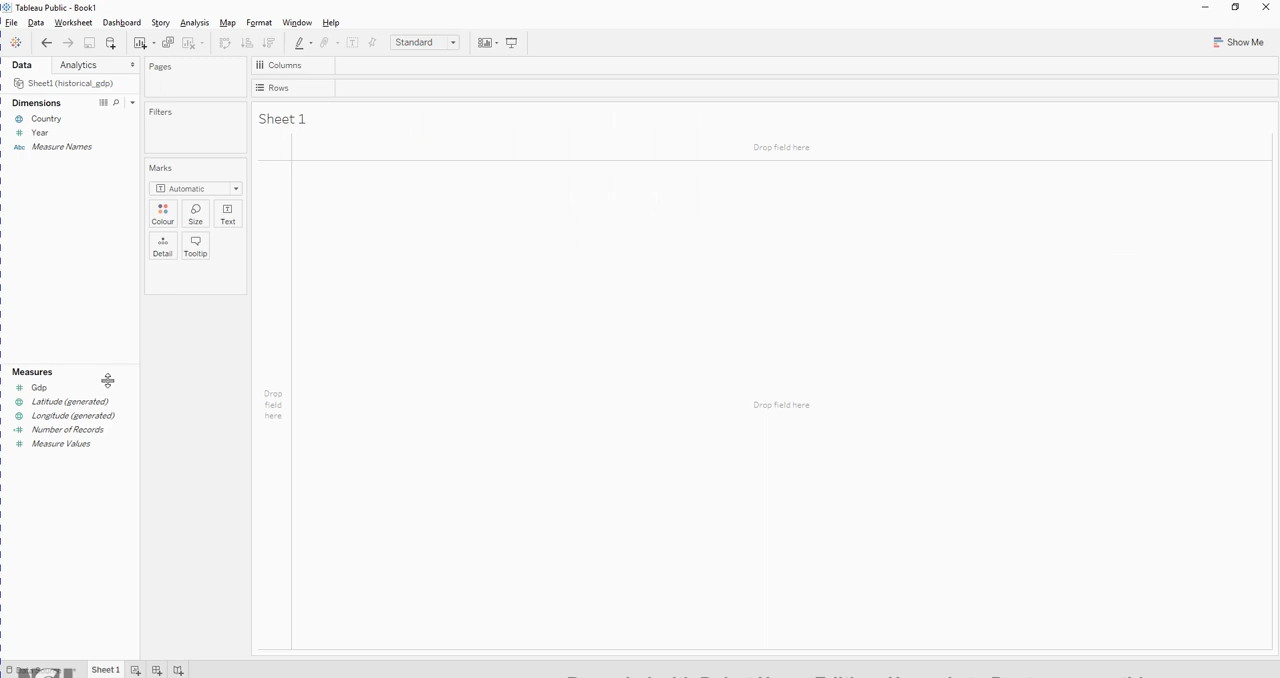 Tableau Public - Book1
File Data Worksheet Dashboard Story Analysis Map Format Window Help
Standard
Show Me
Data Analytics
Pages
Columns
Sheet1 (historical_gdp)
Rows
Dimensions
Filters
Country
Sheet 1
Year
Abc Measure Names
Drop field here
Marks
Automatic
Colour Size Text
Detail Tooltip
Measures
Gdp
Latitude (generated)
Longitude (generated)
Number of Records
Measure Values
Drop
field
here
Drop field here
Sheet 1